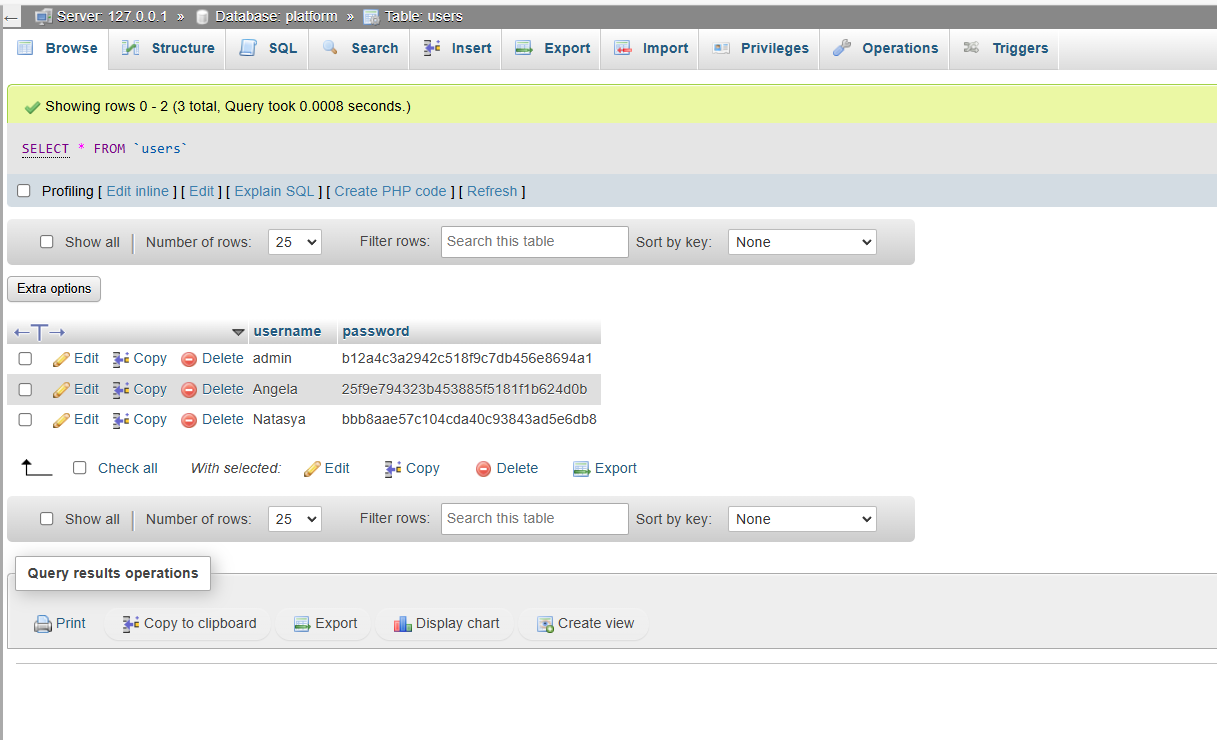 ← Server: 127.0.0.1 » Database: platform » Table: users
Browse Structure SQL Search Insert Export Import Privileges Operations Triggers
Showing rows 0 - 2 (3 total, Query took 0.0008 seconds.)
SELECT * FROM `users`
Profiling [ Edit inline ] [ Edit ] [ Explain SQL ] [ Create PHP code ] [ Refresh ]
Show all | Number of rows: 25 Filter rows: Search this table Sort by key: None
Extra options
←T→ username password
Edit Copy Delete admin b12a4c3a2942c518f9c7db456e8694a1
Edit Copy Delete Angela 25f9e794323b453885f5181f1b624d0b
Edit Copy Delete Natasya bbb8aae57c104cda40c93843ad5e6db8
Check all With selected: Edit Copy Delete Export
Show all | Number of rows: 25 Filter rows: Search this table Sort by key: None
Query results operations
Print Copy to clipboard Export Display chart Create view